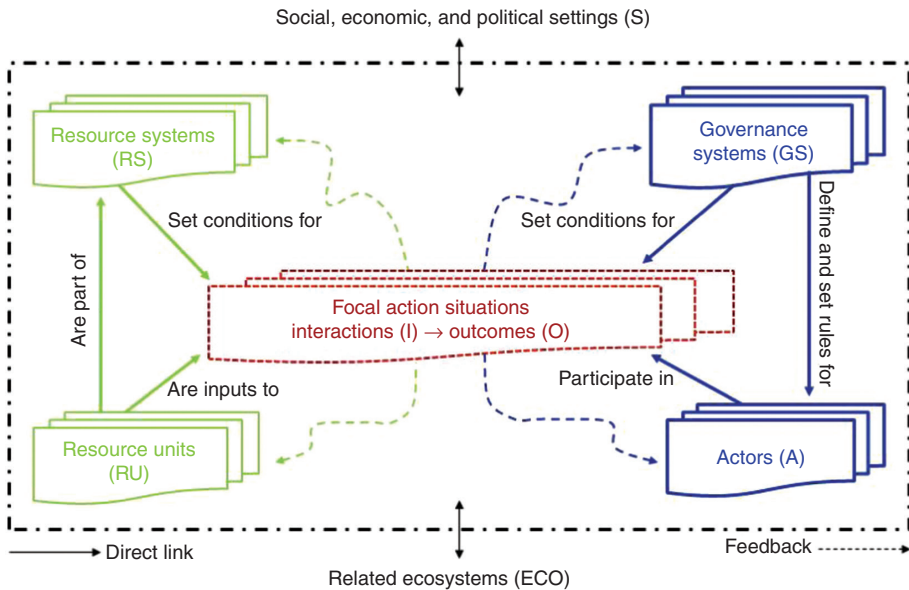 Social, economic, and political settings (S)
Resource systems
(RS)
Governance
systems (GS)
Set conditions for
Set conditions for
Are part of
Define and set rules for
Focal action situations
interactions (I) → outcomes (O)
Are inputs to
Participate in
Resource units
(RU)
Actors (A)
Direct link
Feedback
Related ecosystems (ECO)